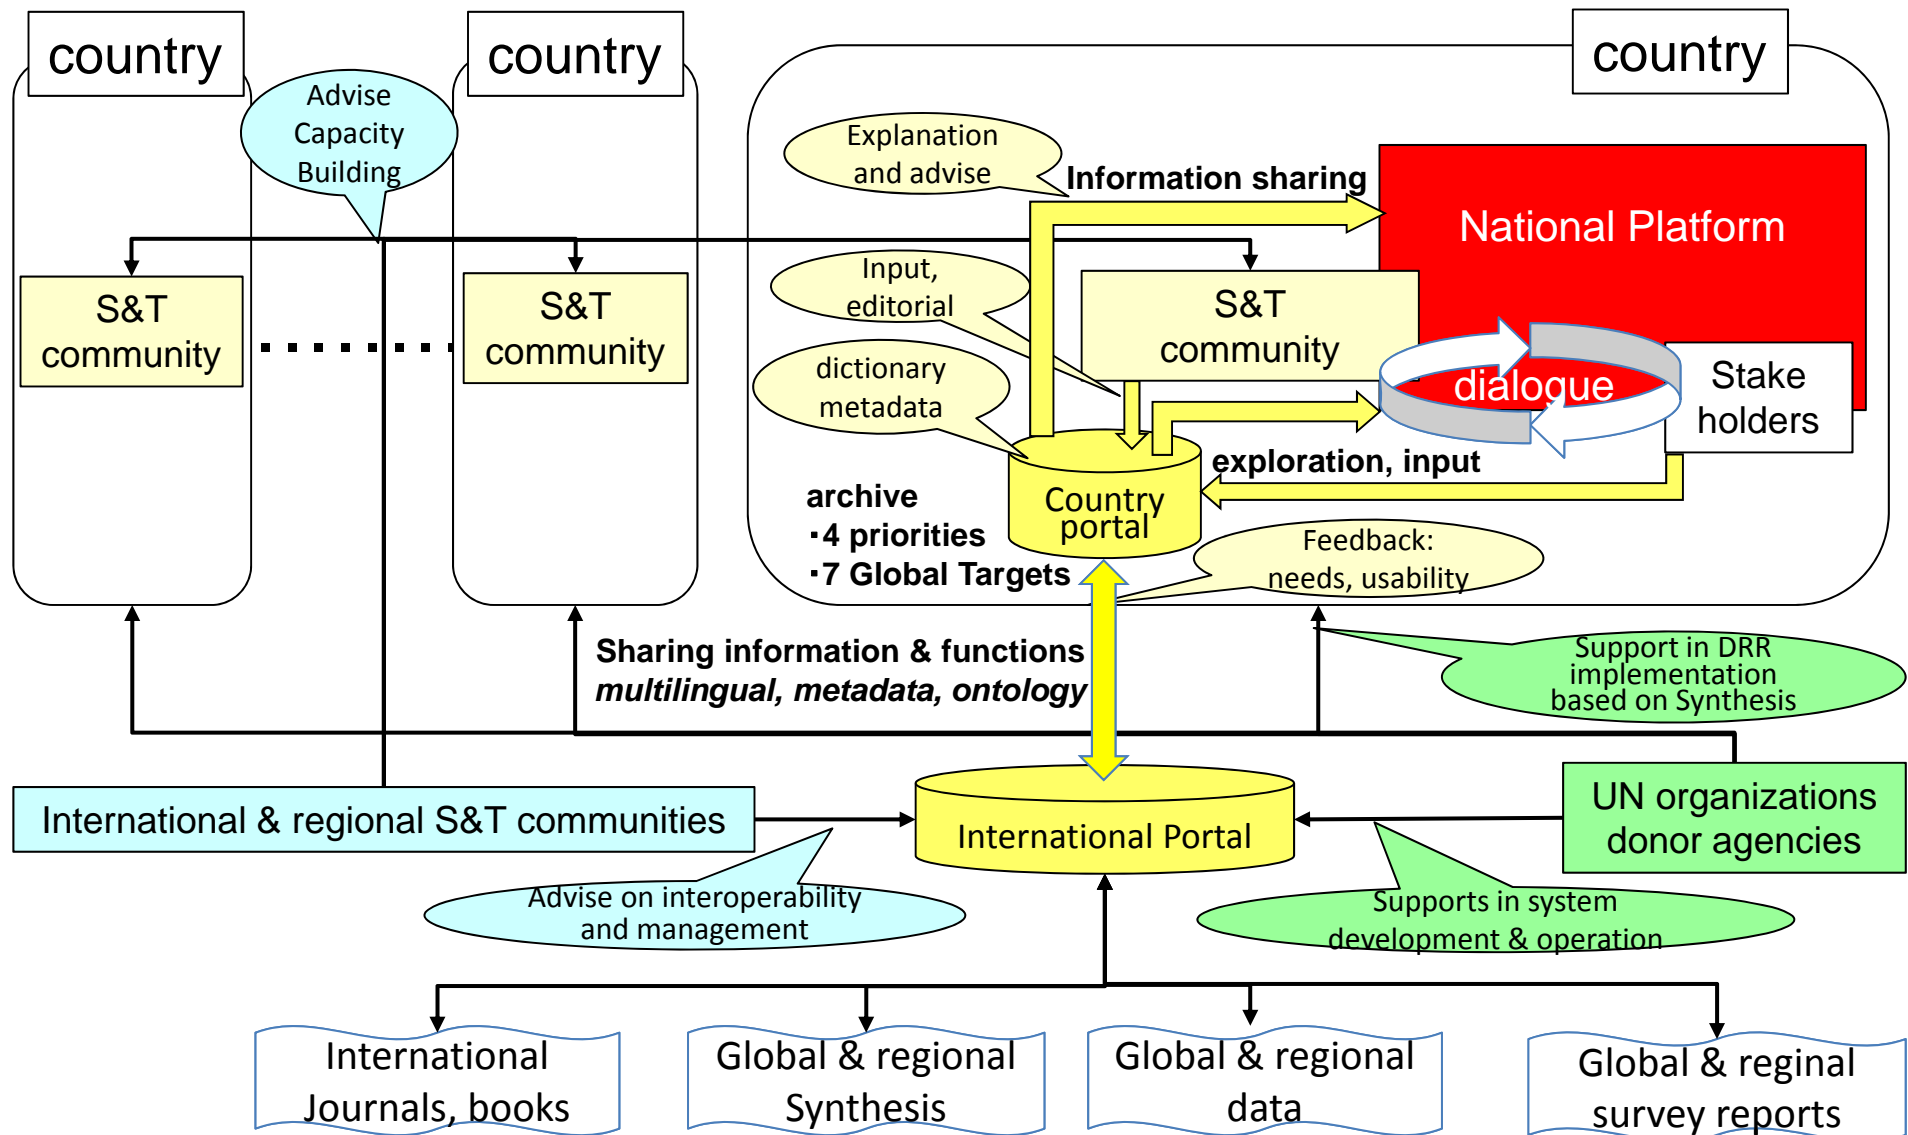 country
country
country
Advise
Capacity
Building
Explanation
and advise
Information sharing
National Platform
Input,
editorial
S&T
community
S&T
community
S&T
community
dictionary
metadata
dialogue
Stake
holders
exploration, input
archive
▪4 priorities
▪7 Global Targets
Country
portal
Feedback:
needs, usability
Sharing information & functions
multilingual, metadata, ontology
Support in DRR
implementation
based on Synthesis
International & regional S&T communities
International Portal
UN organizations
donor agencies
Advise on interoperability
and management
Supports in system
development & operation
International
Journals, books
Global & regional
Synthesis
Global & regional
data
Global & reginal
survey reports